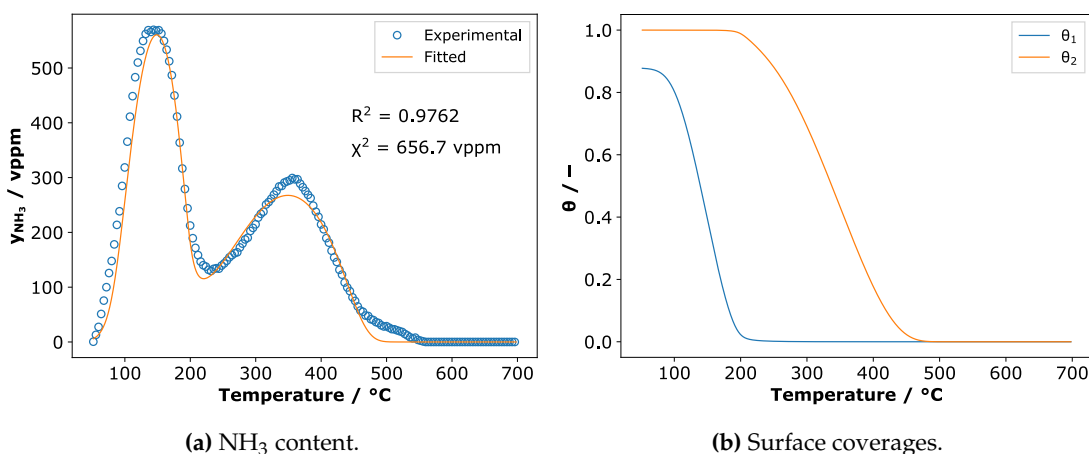 Experimental
Fitted
R² = 0.9762
χ² = 656.7 vppm
yNH₃ / vppm
500
400
300
200
100
0
100 200 300 400 500 600 700
Temperature / °C
(a) NH₃ content.
θ₁
θ₂
θ / −
1.0
0.8
0.6
0.4
0.2
0.0
100 200 300 400 500 600 700
Temperature / °C
(b) Surface coverages.